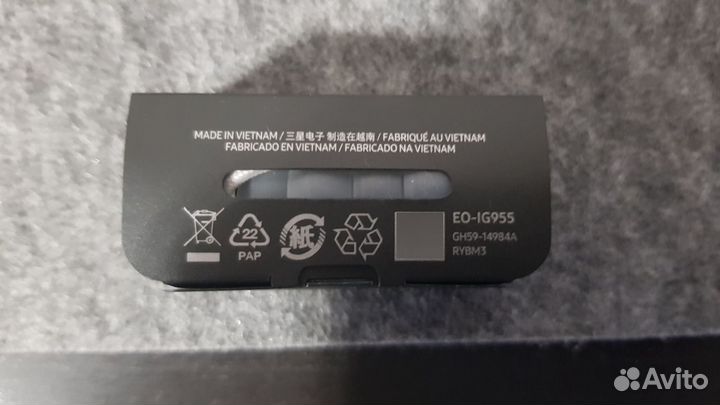 MADE IN VIETNAM / 三星电子 制造在越南 / FABRIQUÉ AU VIETNAM
FABRICADO EN VIETNAM / FABRICADO NA VIETNAM
22
PAP
紙
EO-IG955
GH59-14984A
RYBM3
Avito